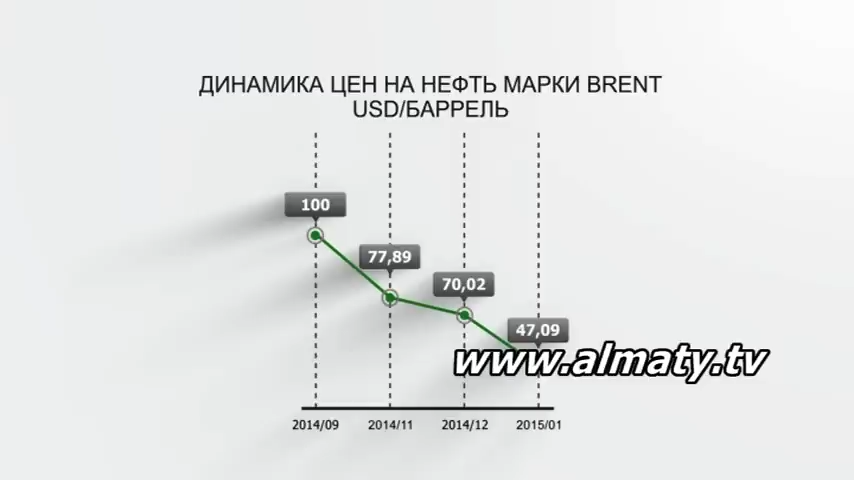 ДИНАМИКА ЦЕН НА НЕФТЬ МАРКИ BRENT
USD/БАРРЕЛЬ
100
77,89
70,02
47,09
www.almaty.tv
2014/09 2014/11 2014/12 2015/01